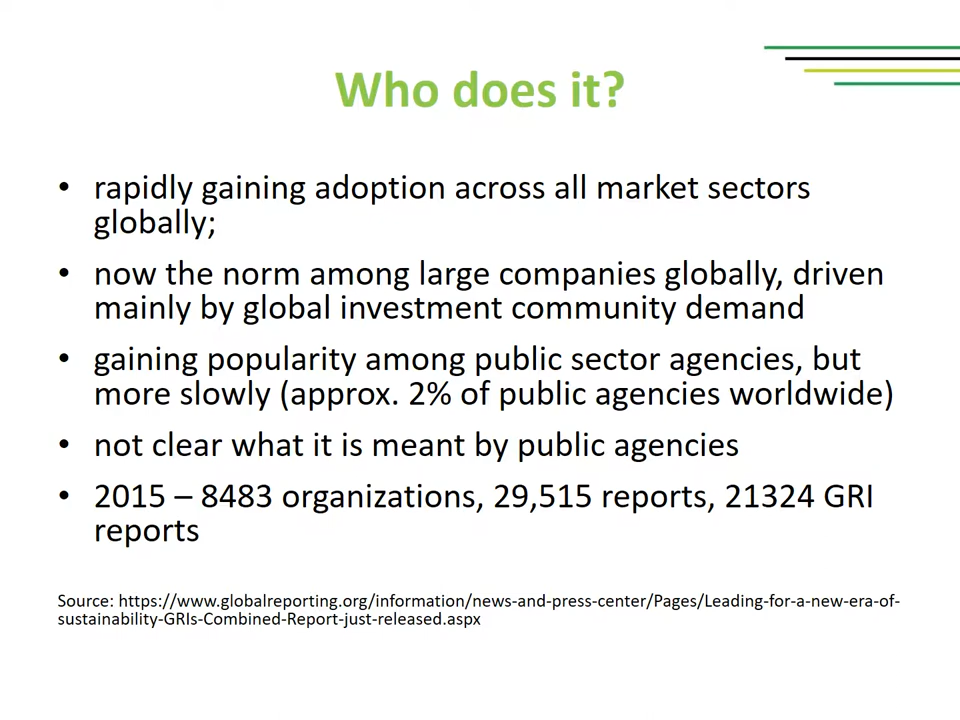 Who does it?
• rapidly gaining adoption across all market sectors
globally;
• now the norm among large companies globally, driven
mainly by global investment community demand
• gaining popularity among public sector agencies, but
more slowly (approx. 2% of public agencies worldwide)
• not clear what it is meant by public agencies
• 2015 – 8483 organizations, 29,515 reports, 21324 GRI
reports
Source: https://www.globalreporting.org/information/news-and-press-center/Pages/Leading-for-a-new-era-of-
sustainability-GRIs-Combined-Report-just-released.aspx